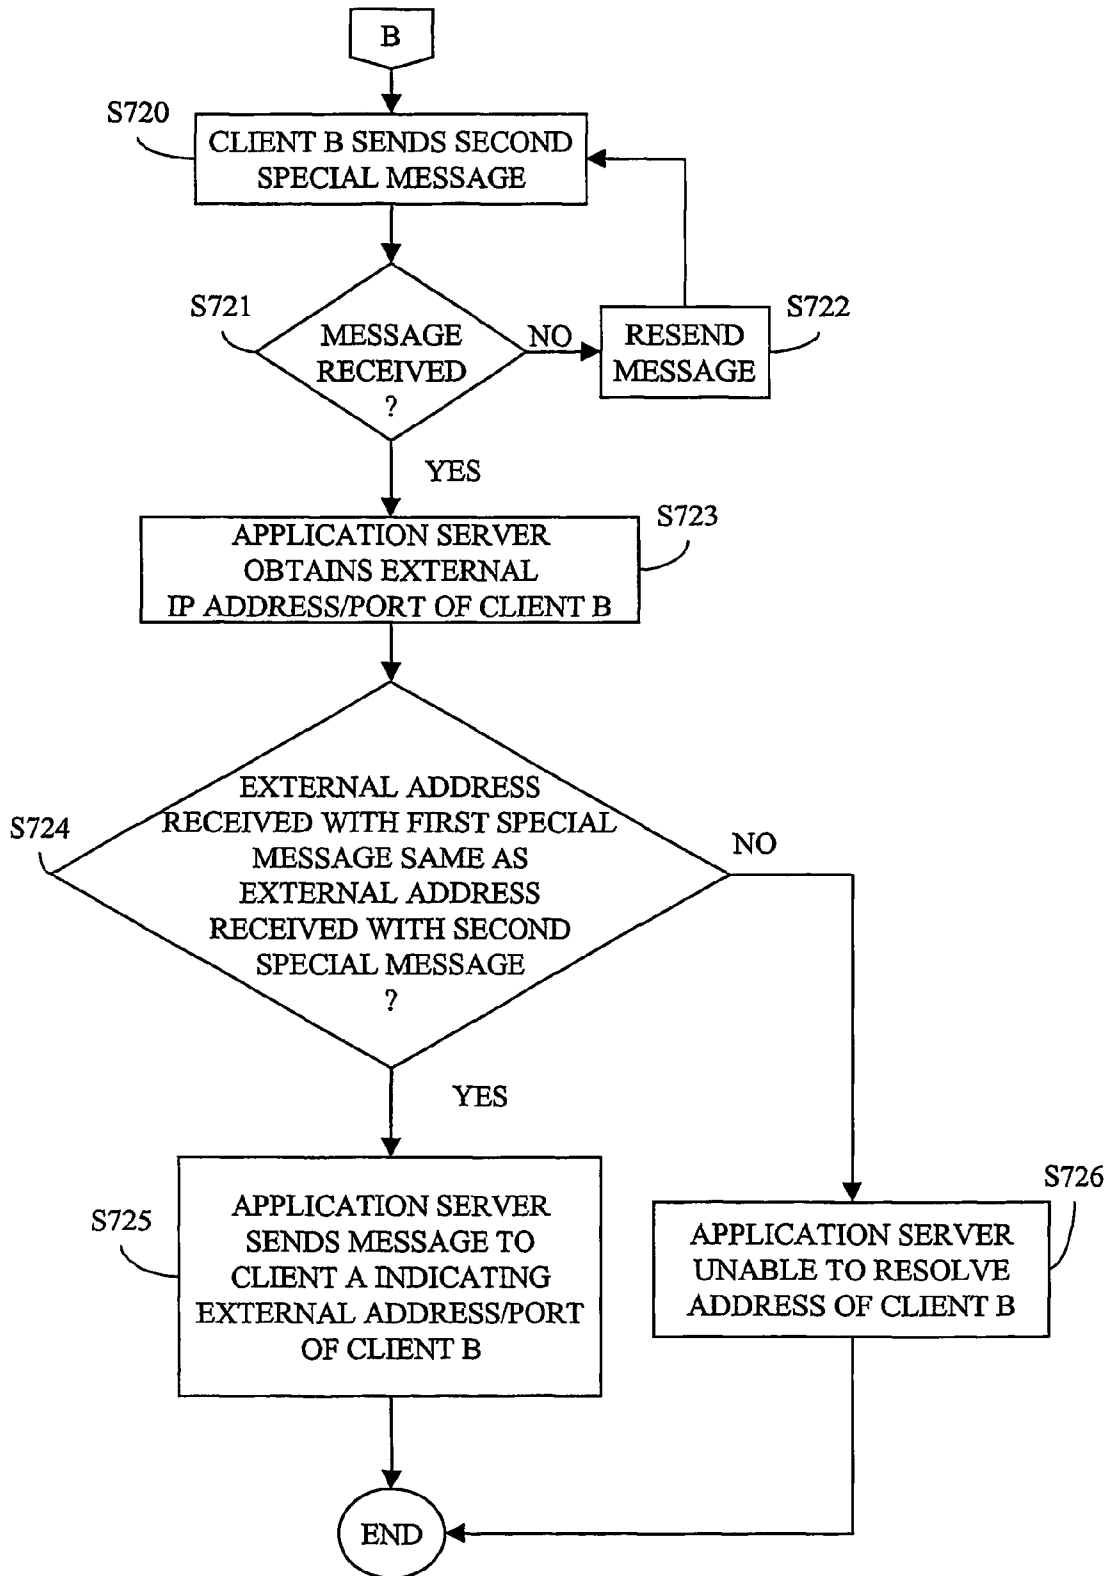 B
S720
CLIENT B SENDS SECOND
SPECIAL MESSAGE
S721
MESSAGE
RECEIVED
?
NO
RESEND
MESSAGE
S722
YES
APPLICATION SERVER
OBTAINS EXTERNAL
IP ADDRESS/PORT OF CLIENT B
S723
S724
EXTERNAL ADDRESS
RECEIVED WITH FIRST SPECIAL
MESSAGE SAME AS
EXTERNAL ADDRESS
RECEIVED WITH SECOND
SPECIAL MESSAGE
?
NO
YES
S725
APPLICATION SERVER
SENDS MESSAGE TO
CLIENT A INDICATING
EXTERNAL ADDRESS/PORT
OF CLIENT B
S726
APPLICATION SERVER
UNABLE TO RESOLVE
ADDRESS OF CLIENT B
END